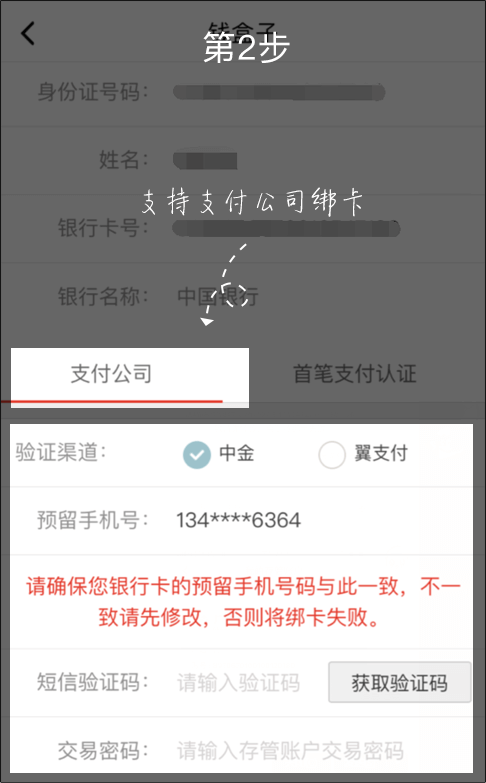 钱盒子
第2步
身份证号码：
姓名：
支持支付公司绑卡
银行卡号：
银行名称： 中国银行
支付公司 首笔支付认证
验证渠道： 中金 翼支付
预留手机号： 134****6364
请确保您银行卡的预留手机号码与此一致，不一
致请先修改，否则将绑卡失败。
短信验证码： 请输入验证码 获取验证码
交易密码： 请输入存管账户交易密码